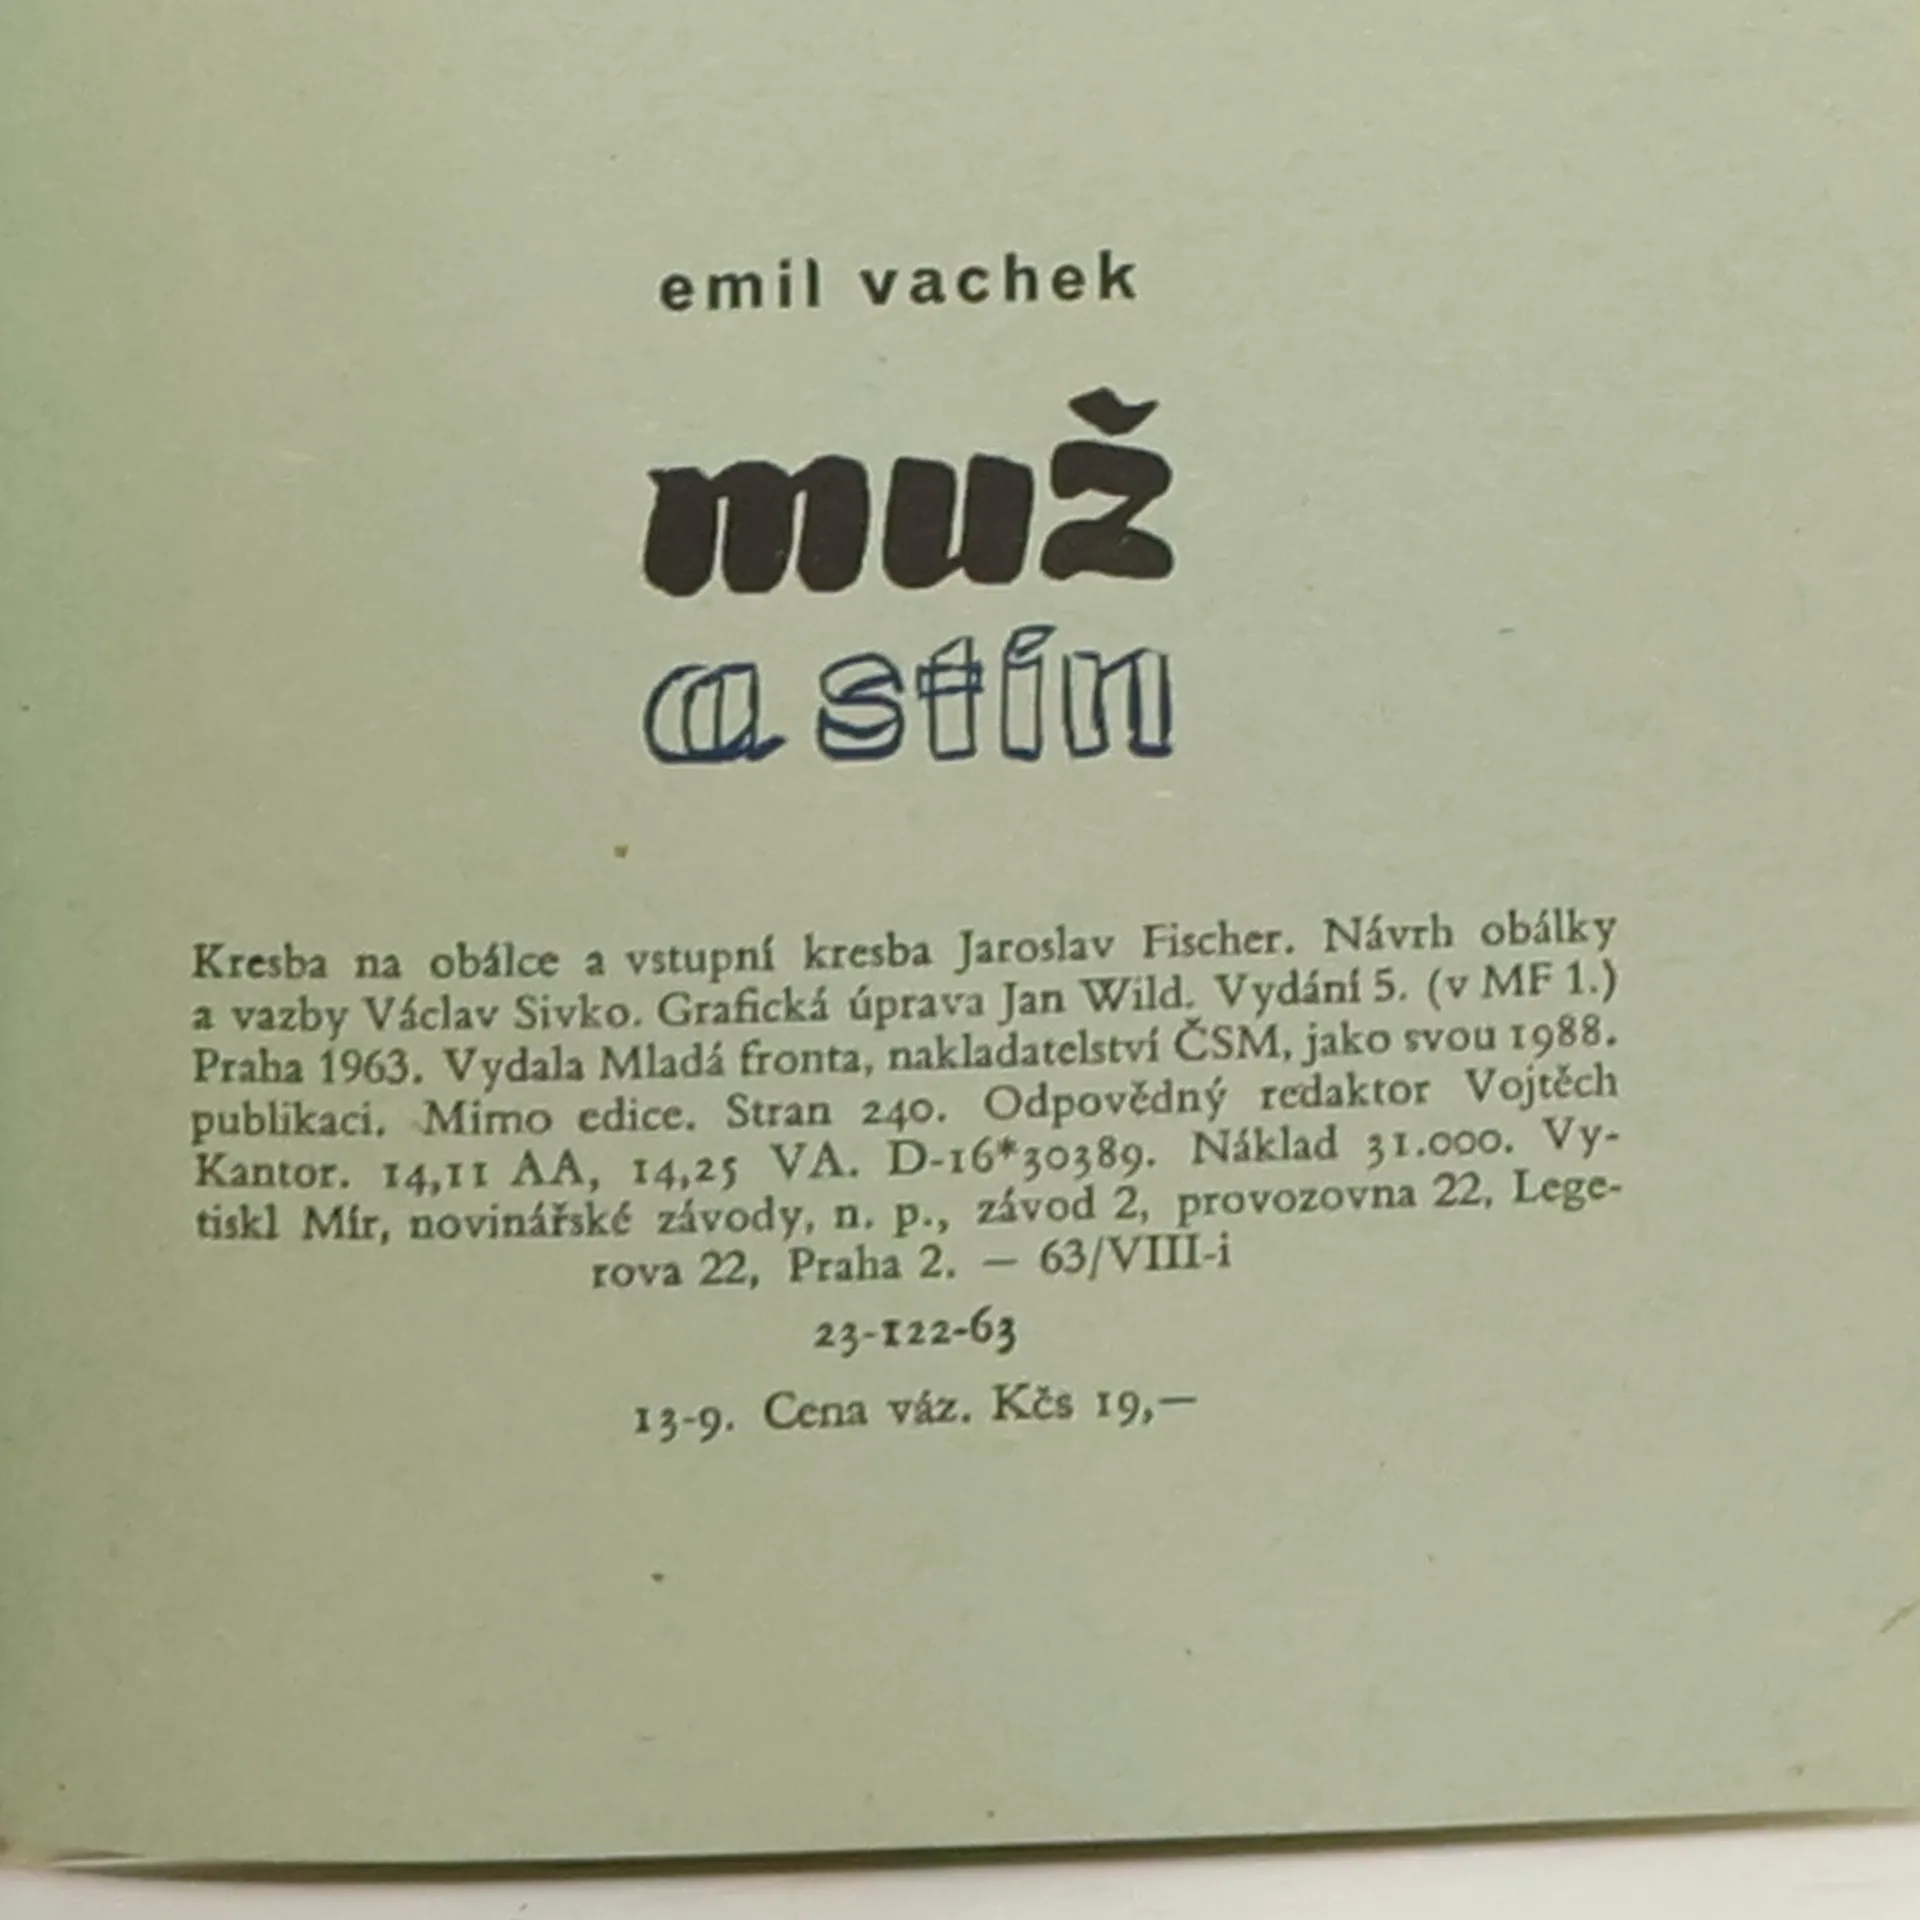 emil vachek
muž
a stín
Kresba na obálce a vstupní kresba Jaroslav Fischer. Návrh obálky
a vazby Václav Sivko. Grafická úprava Jan Wild. Vydání 5. (v MF 1.)
Praha 1963. Vydala Mladá fronta, nakladatelství ČSM, jako svou 1988.
publikaci. Mimo edice. Stran 240. Odpovědný redaktor Vojtěch
Kantor. 14,11 AA, 14,25 VA. D-16*30389. Náklad 31.000. Vy-
tiskl Mír, novinářské závody, n. p., závod 2, provozovna 22, Lege-
rova 22, Praha 2. — 63/VIII-i
23-122-63
13-9. Cena váz. Kčs 19,—